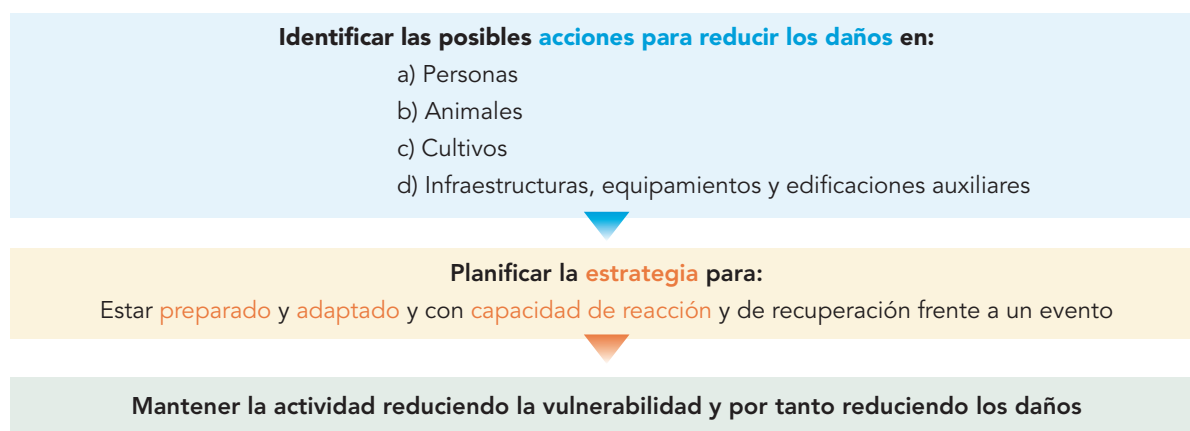 Identificar las posibles acciones para reducir los daños en:
a) Personas
b) Animales
c) Cultivos
d) Infraestructuras, equipamientos y edificaciones auxiliares
Planificar la estrategia para:
Estar preparado y adaptado y con capacidad de reacción y de recuperación frente a un evento
Mantener la actividad reduciendo la vulnerabilidad y por tanto reduciendo los daños